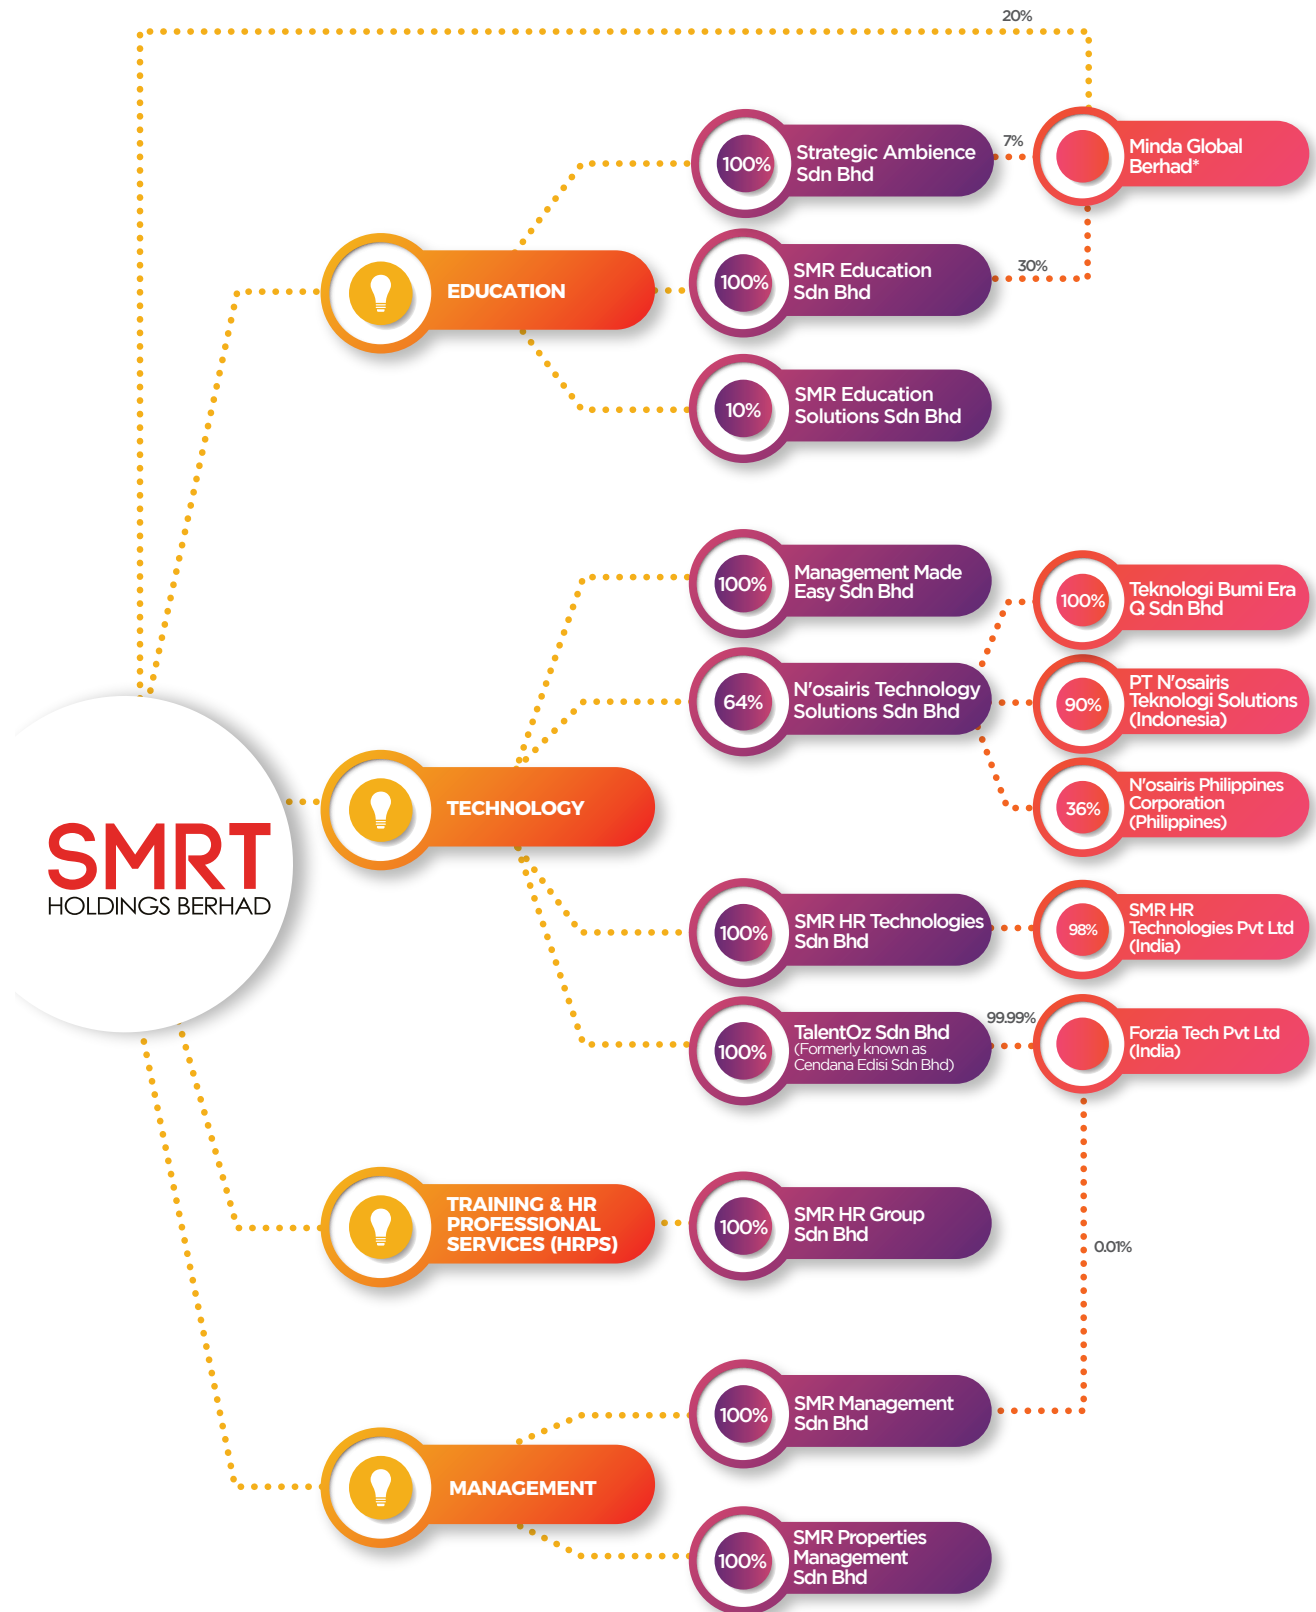 20%
100%
Strategic Ambience
Sdn Bhd
7%
Minda Global
Berhad*
EDUCATION
100%
SMR Education
Sdn Bhd
30%
10%
SMR Education
Solutions Sdn Bhd
100%
Management Made
Easy Sdn Bhd
100%
Teknologi Bumi Era
Q Sdn Bhd
64%
N'osairis Technology
Solutions Sdn Bhd
90%
PT N'osairis
Teknologi Solutions
(Indonesia)
SMRT
HOLDINGS BERHAD
TECHNOLOGY
36%
N'osairis Philippines
Corporation
(Philippines)
100%
SMR HR Technologies
Sdn Bhd
98%
SMR HR
Technologies Pvt Ltd
(India)
100%
TalentOz Sdn Bhd
(Formerly known as
Cendana Edisi Sdn Bhd)
99.99%
Forzia Tech Pvt Ltd
(India)
TRAINING & HR
PROFESSIONAL
SERVICES (HRPS)
100%
SMR HR Group
Sdn Bhd
0.01%
100%
SMR Management
Sdn Bhd
MANAGEMENT
100%
SMR Properties
Management
Sdn Bhd